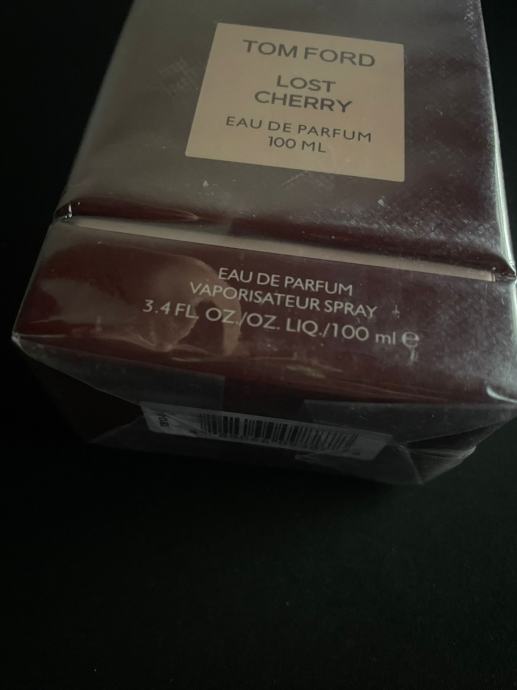 TOM FORD
LOST
CHERRY
EAU DE PARFUM
100 ML
EAU DE PARFUM
VAPORISATEUR SPRAY
3.4 FL. OZ./OZ. LIQ./100 ml ℮